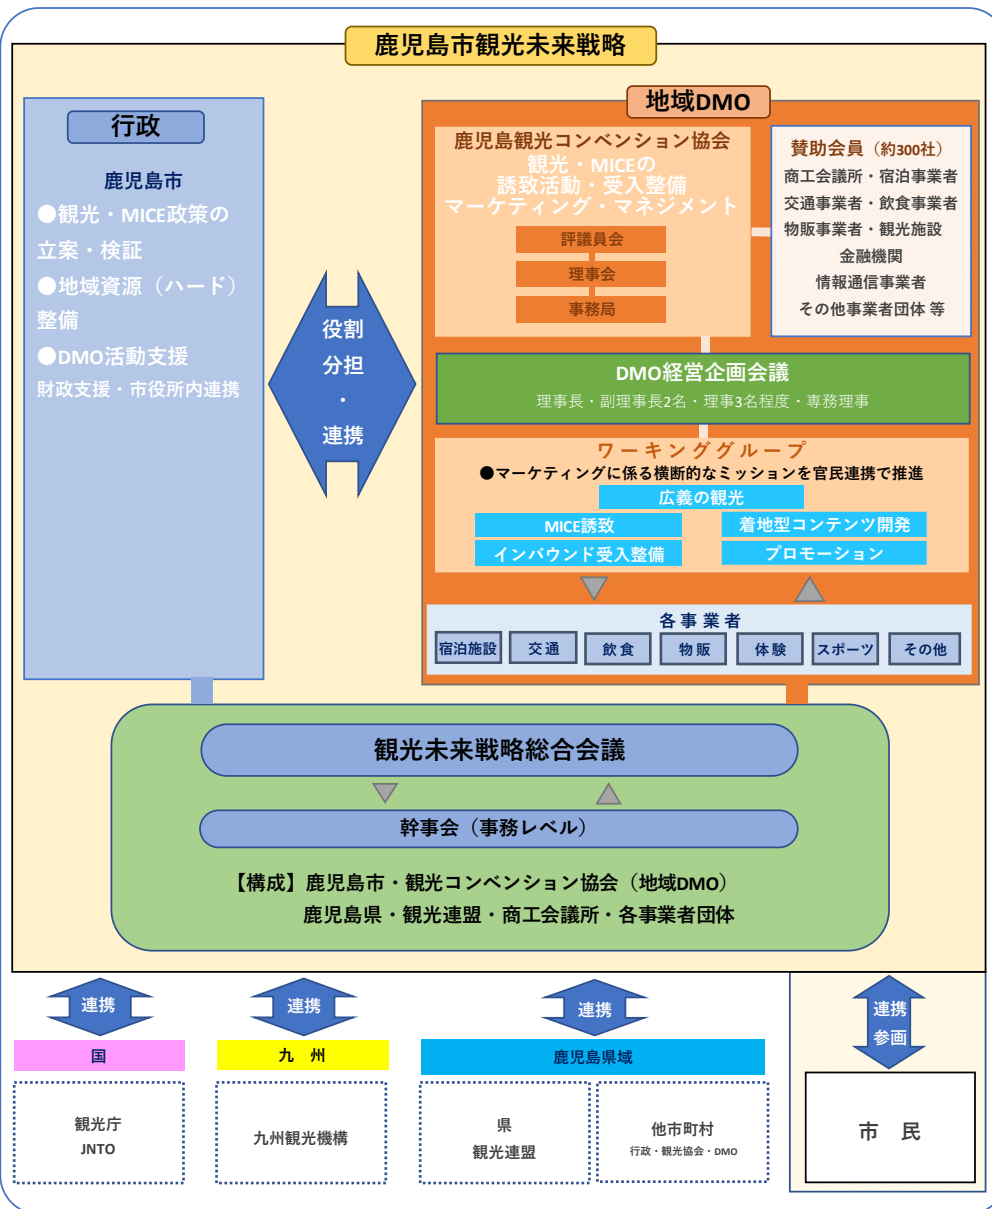 鹿児島市観光未来戦略
行政
鹿児島市
●観光・MICE政策の
立案・検証
●地域資源（ハード）
整備
●DMO活動支援
財政支援・市役所内連携
役割
分担
・
連携
地域DMO
鹿児島観光コンベンション協会
観光・MICEの
誘致活動・受入整備
マーケティング・マネジメント
評議員会
理事会
事務局
賛助会員（約300社）
商工会議所・宿泊事業者
交通事業者・飲食事業者
物販事業者・観光施設
金融機関
情報通信事業者
その他事業者団体 等
DMO経営企画会議
理事長・副理事長2名・理事3名程度・専務理事
ワーキンググループ
●マーケティングに係る横断的なミッションを官民連携で推進
広義の観光
MICE誘致
着地型コンテンツ開発
インバウンド受入整備
プロモーション
各事業者
宿泊施設
交通
飲食
物販
体験
スポーツ
その他
観光未来戦略総合会議
幹事会（事務レベル）
【構成】鹿児島市・観光コンベンション協会（地域DMO）
鹿児島県・観光連盟・商工会議所・各事業者団体
連携
連携
連携
連携
参画
国
九 州
鹿児島県域
観光庁
JNTO
九州観光機構
県
観光連盟
他市町村
行政・観光協会・DMO
市 民